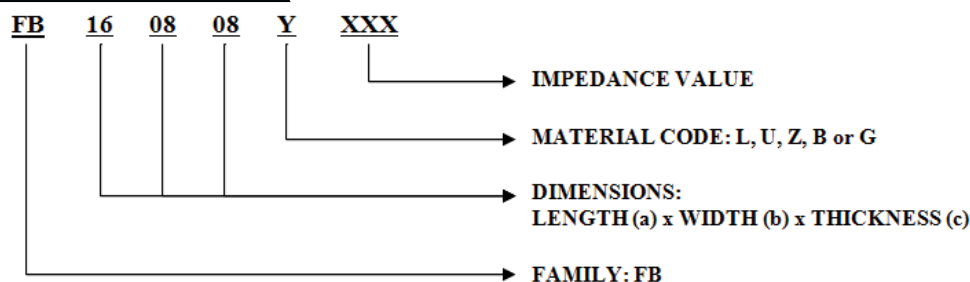 FB 16 08 08 Y XXX
IMPEDANCE VALUE
MATERIAL CODE: L, U, Z, B or G
DIMENSIONS:
LENGTH (a) x WIDTH (b) x THICKNESS (c)
FAMILY: FB